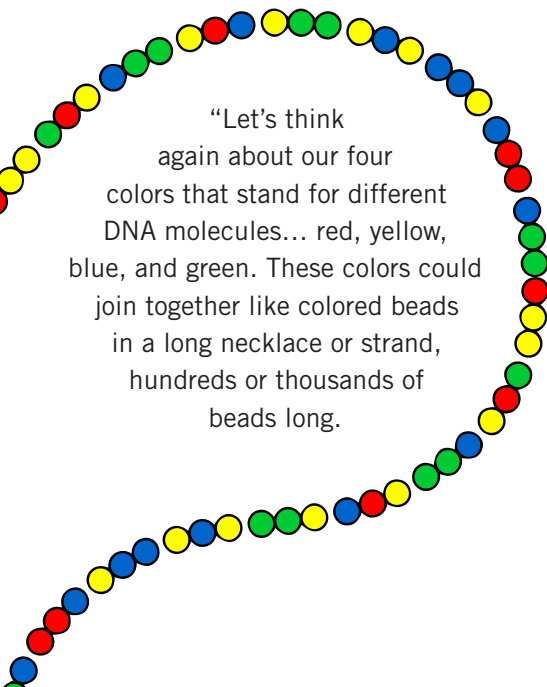 “Let’s think
again about our four
colors that stand for different
DNA molecules… red, yellow,
blue, and green. These colors could
join together like colored beads
in a long necklace or strand,
hundreds or thousands of
beads long.